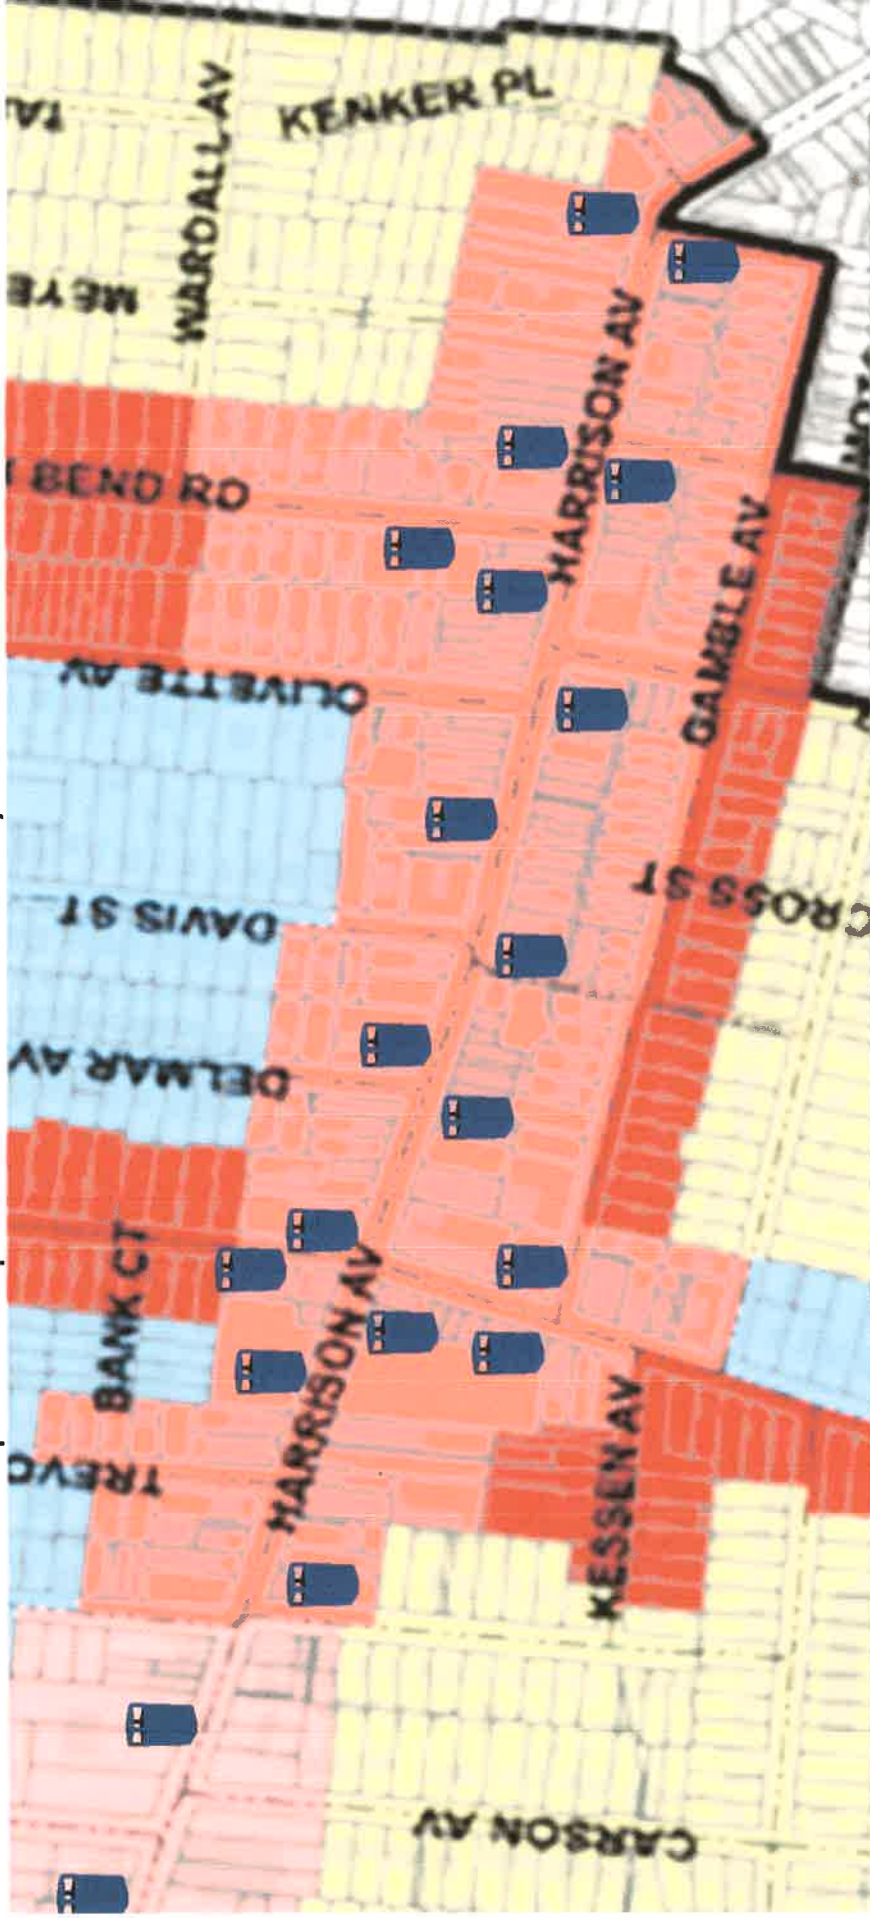 KENKER PL
WARDALL AV
HARRISON AV
BEND RD
GAMBLE AV
OLIVETTE AV
CROSS ST
DAVIS ST
DELMAR AV
BANK CT
HARRISON AV
KESSEN AV
CARSON AV